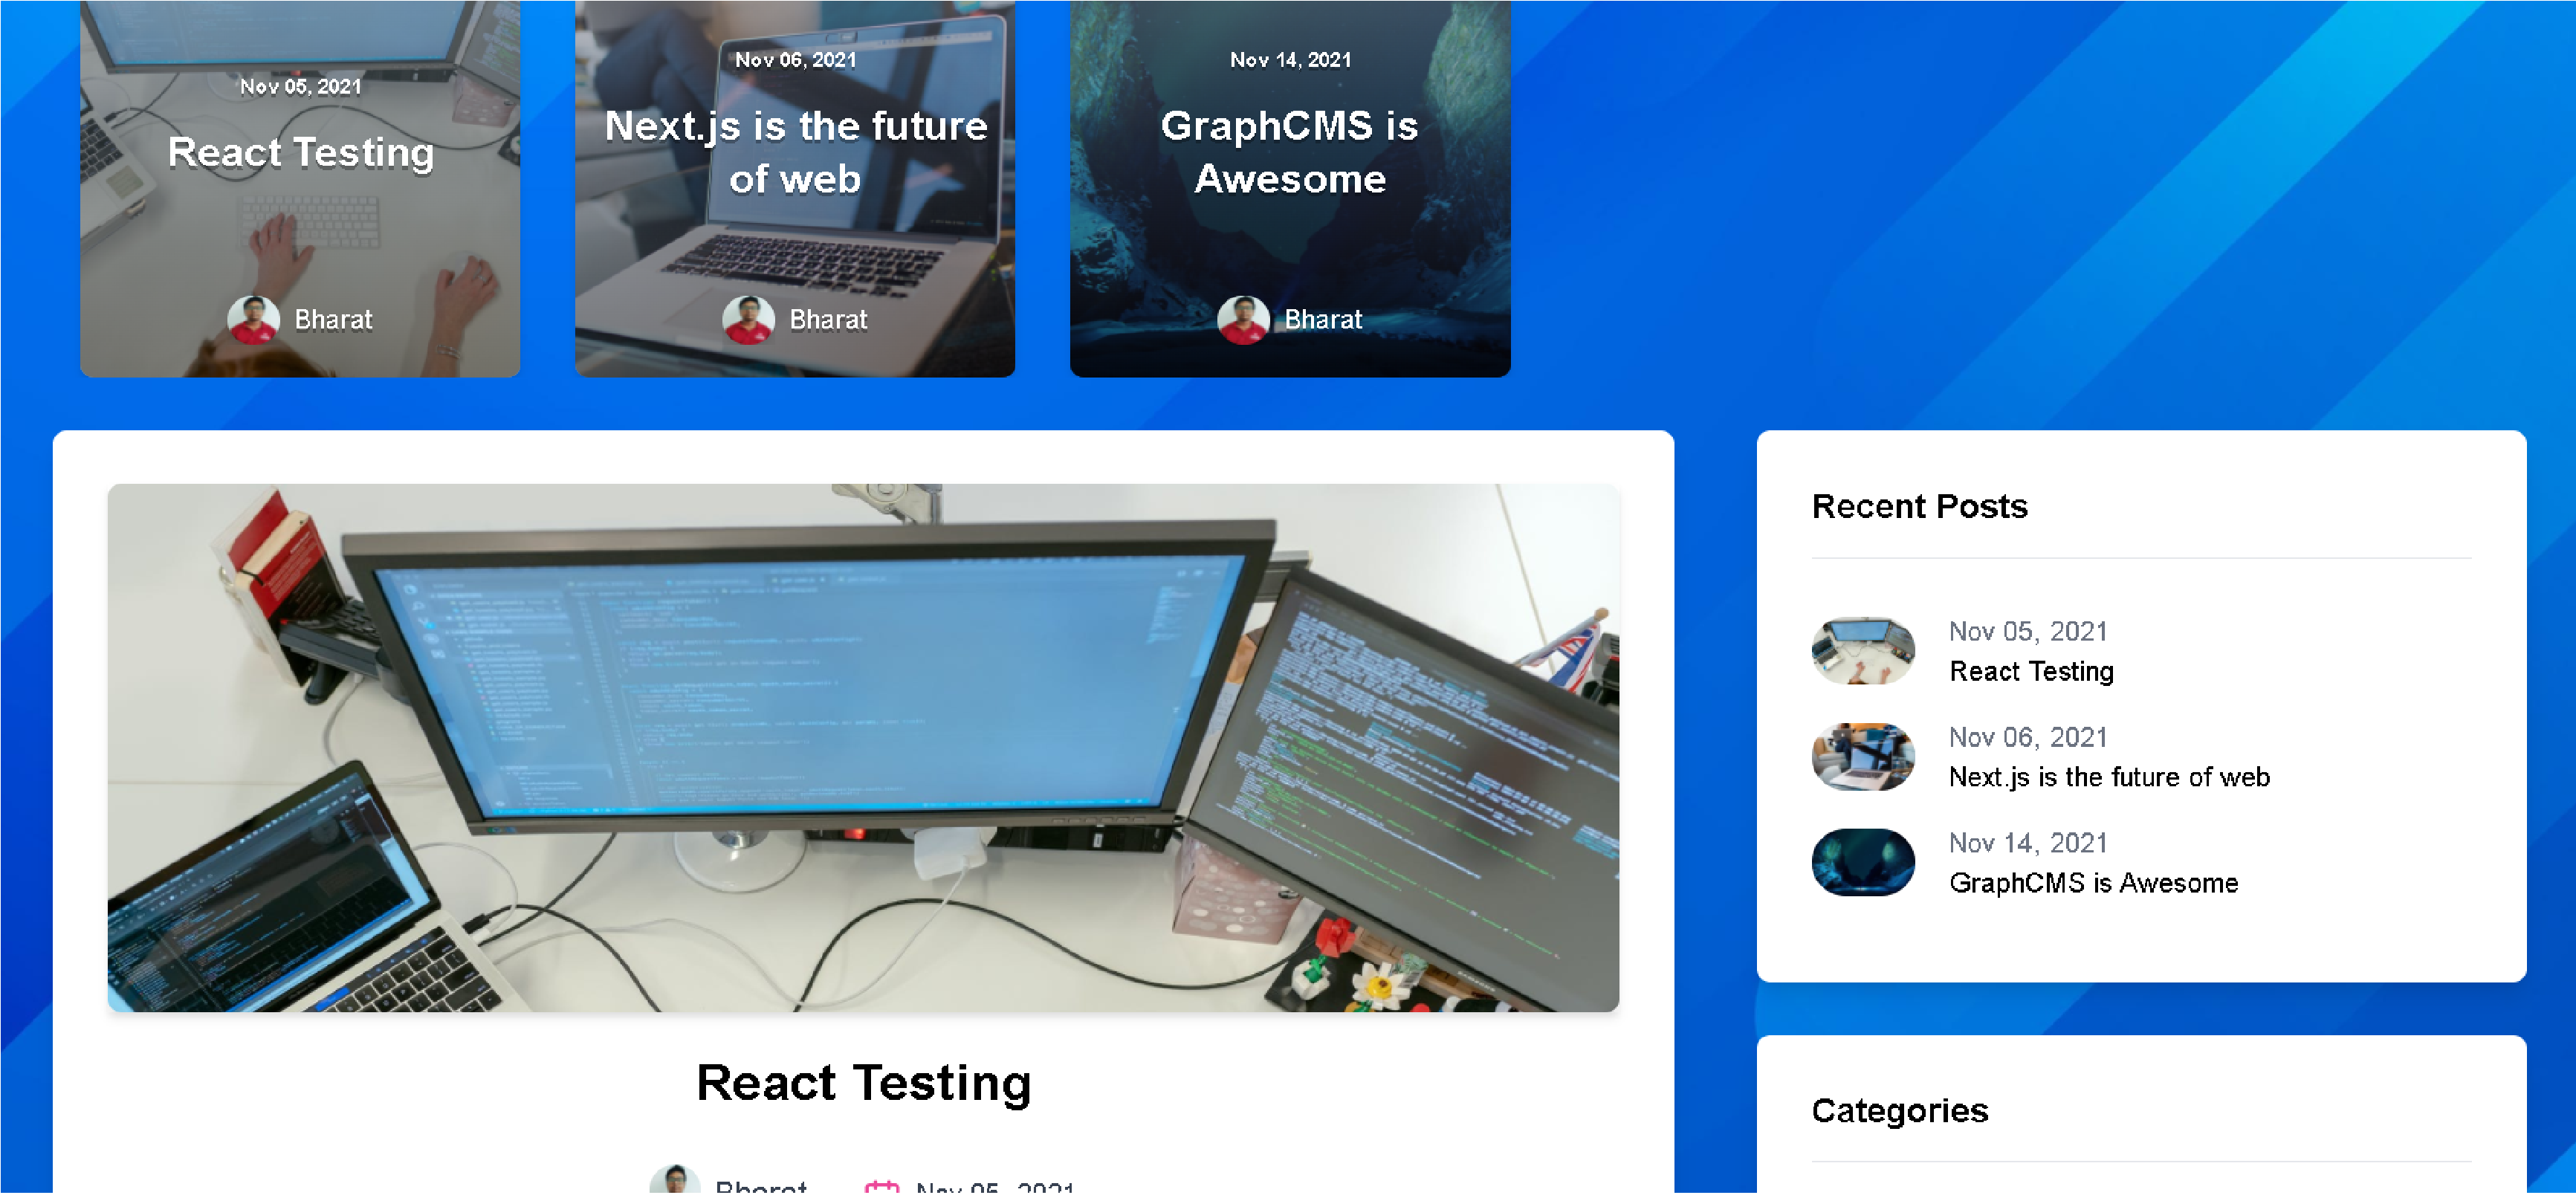 Nov 05, 2021
React Testing
Bharat
Nov 06, 2021
Next.js is the future
of web
Bharat
Nov 14, 2021
GraphCMS is
Awesome
Bharat
React Testing
Bharat
Nov 05, 2021
Recent Posts
Nov 05, 2021
React Testing
Nov 06, 2021
Next.js is the future of web
Nov 14, 2021
GraphCMS is Awesome
Categories